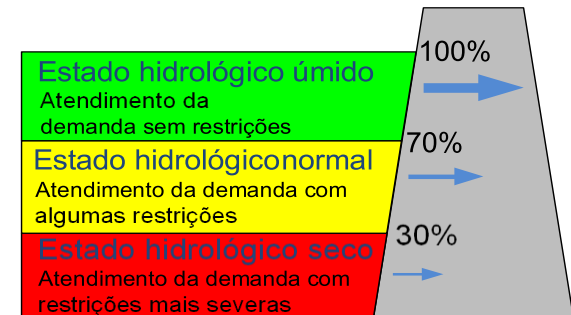 Estado hidrológico úmido
Atendimento da
demanda sem restrições
100%
Estado hidrológiconormal
Atendimento da demanda com
algumas restrições
70%
Estado hidrológico seco
Atendimento da demanda com
restrições mais severas
30%